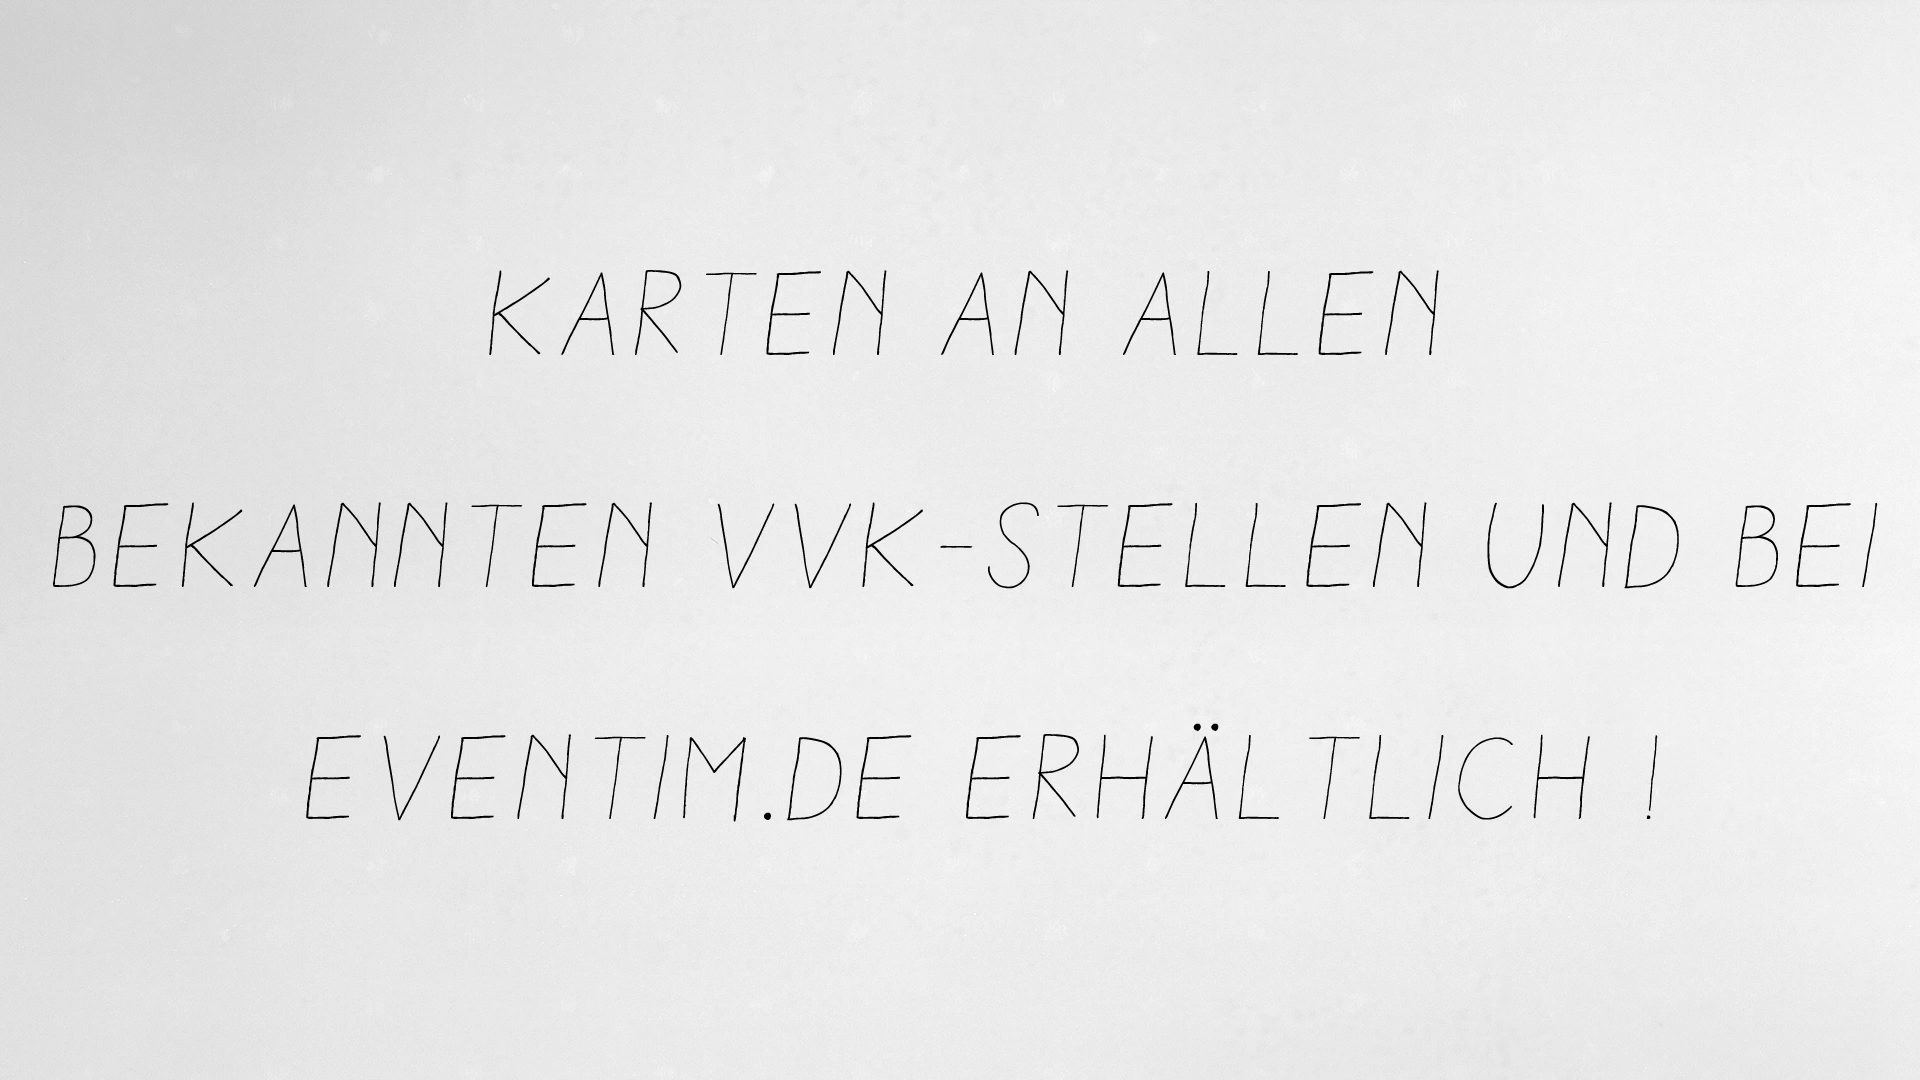 KARTEN AN ALLEN
BEKANNTEN VVK-STELLEN UND BEI
EVENTIM.DE ERHÄLTLICH !